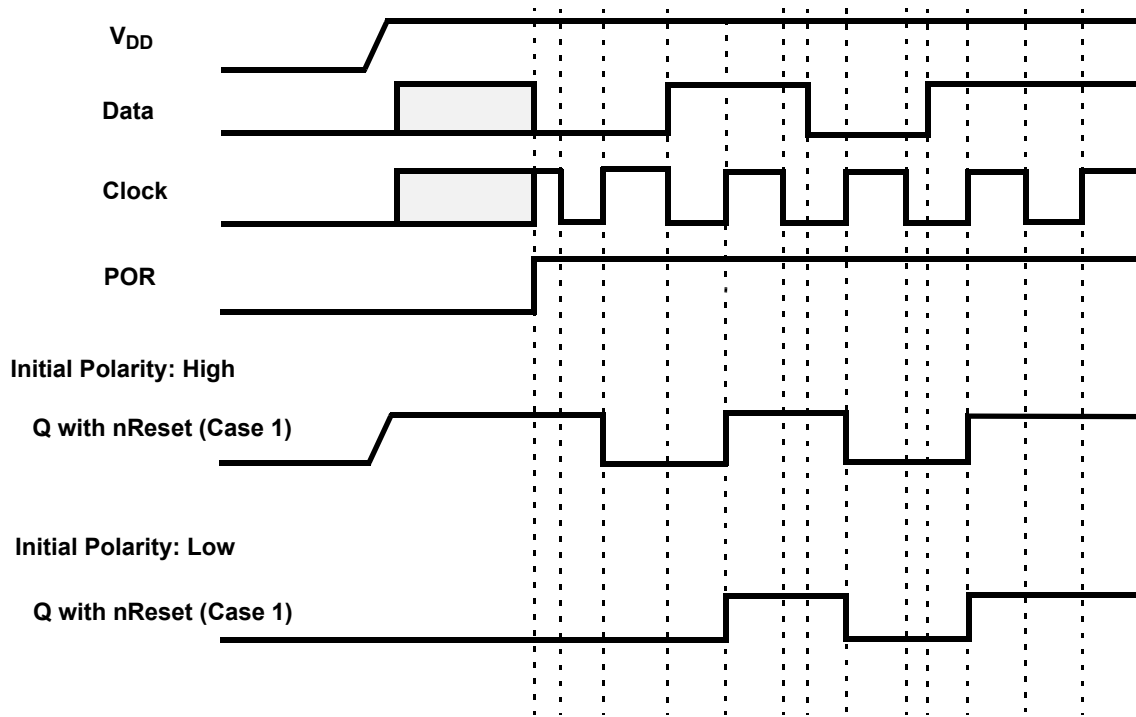 VDD
Data
Clock
POR
Initial Polarity: High
Q with nReset (Case 1)
Initial Polarity: Low
Q with nReset (Case 1)